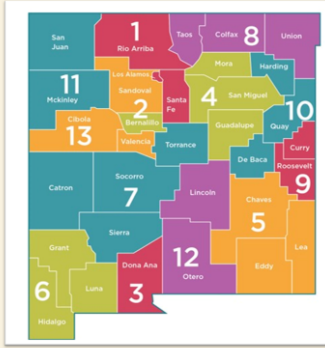 San
Juan
1
Rio Arriba
Taos
Colfax
8
Union
Los Alamos
Mora
Harding
11
Mckinley
Sandoval
2
Santa
Fe
4
San Miguel
Bernalillo
Cibola
13
Valencia
Guadalupe
10
Quay
Torrance
Curry
De Baca
Roosevelt
9
Catron
Socorro
7
Lincoln
Chaves
5
Sierra
Grant
Lea
12
Otero
Eddy
Dona Ana
3
6
Luna
Hidalgo